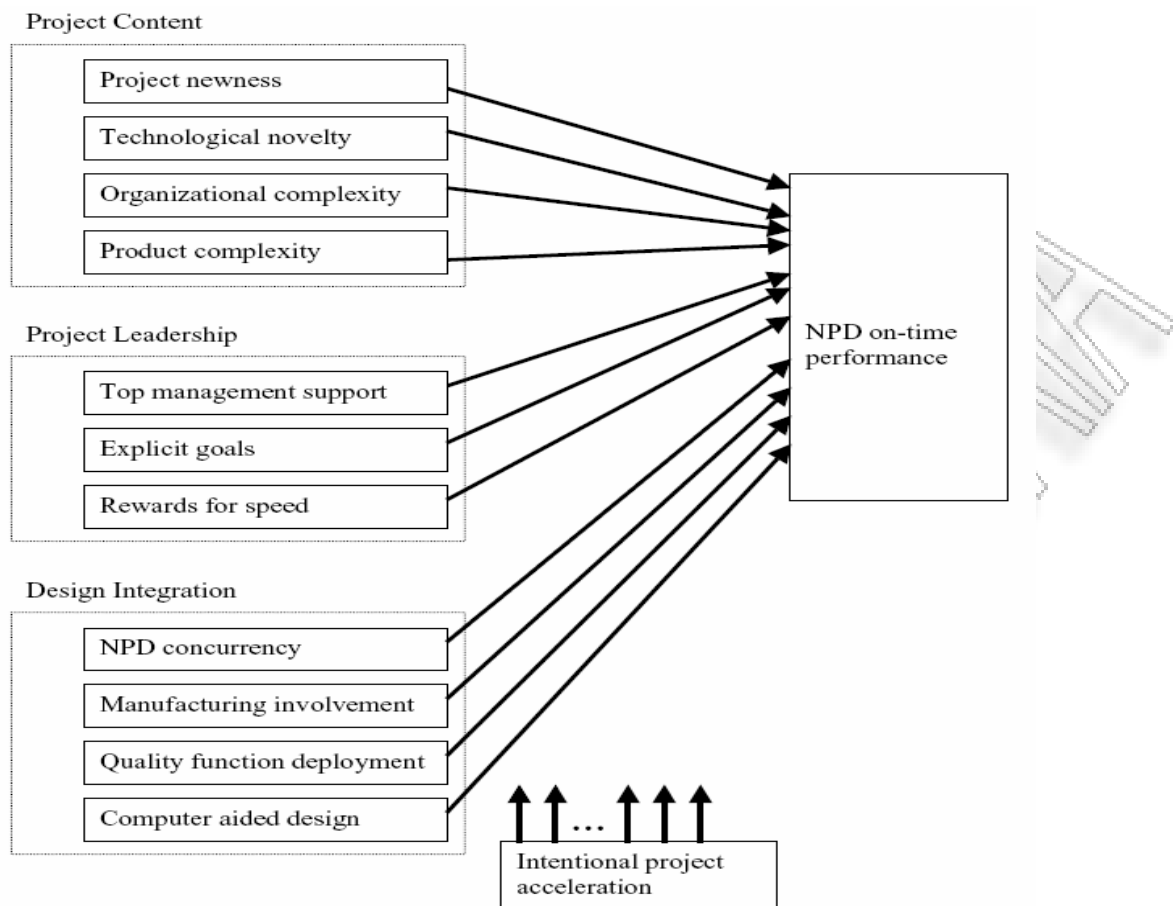 Project Content
Project newness
Technological novelty
Organizational complexity
Product complexity
Project Leadership
Top management support
Explicit goals
Rewards for speed
NPD on-time
performance
Design Integration
NPD concurrency
Manufacturing involvement
Quality function deployment
Computer aided design
...
Intentional project
acceleration